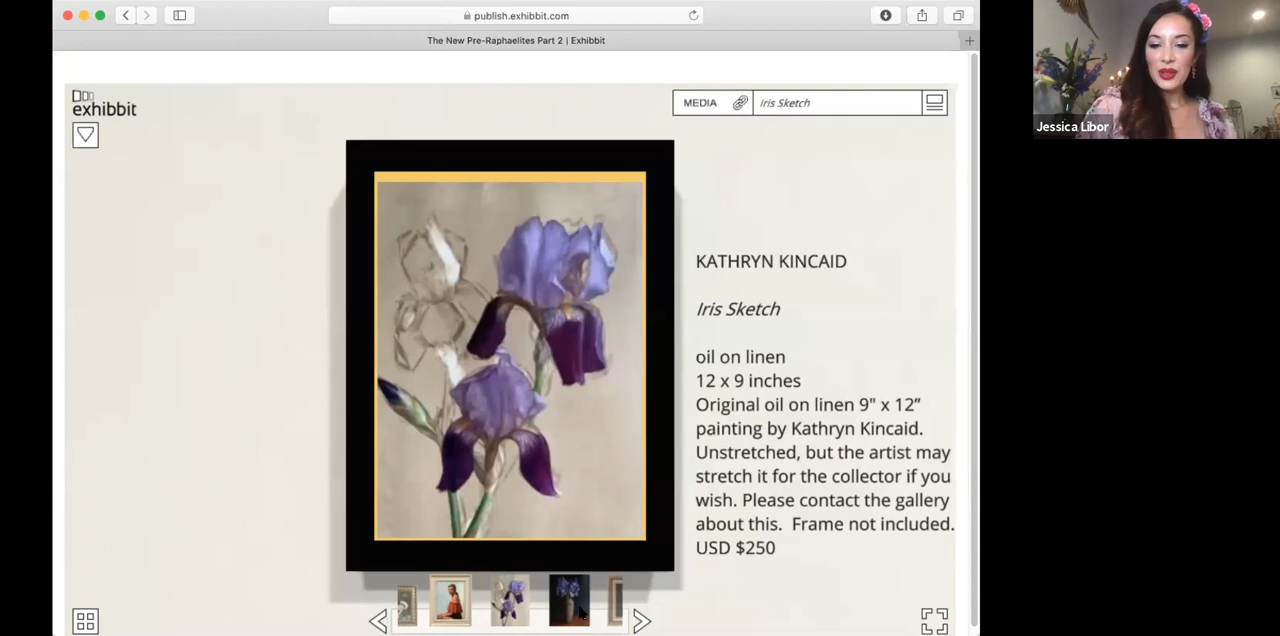 publish.exhibbit.com
The New Pre-Raphaelites Part 2 | Exhibbit
exhibbit
MEDIA
Iris Sketch
Jessica Libor
KATHRYN KINCAID
Iris Sketch
oil on linen
12 x 9 inches
Original oil on linen 9" x 12”
painting by Kathryn Kincaid.
Unstretched, but the artist may
stretch it for the collector if you
wish. Please contact the gallery
about this.  Frame not included.
USD $250